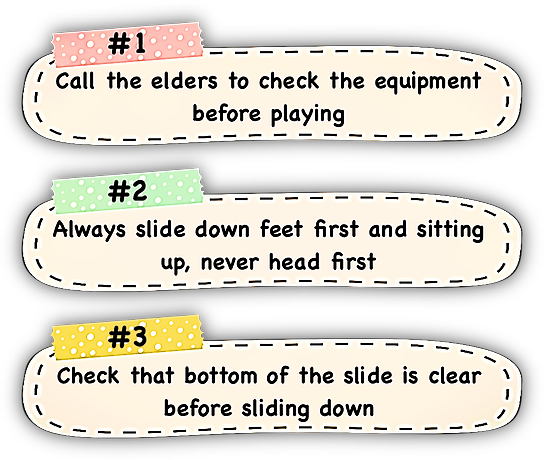 #1
Call the elders to check the equipment
before playing
#2
Always slide down feet first and sitting
up, never head first
#3
Check that bottom of the slide is clear
before sliding down